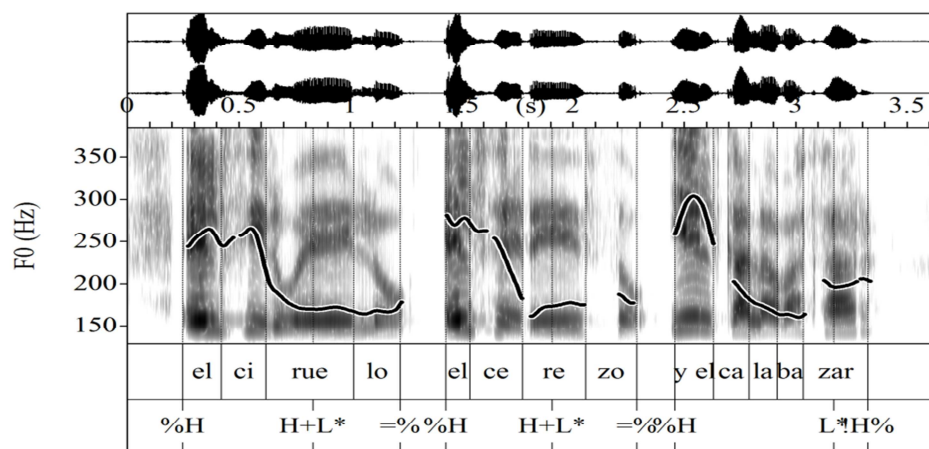 0 0.5 1 1.5 (s) 2 2.5 3 3.5
F0 (Hz)
350
300
250
200
150
el ci rue lo el ce re zo y el ca la ba zar
%H H+L* =% %H H+L* =% %H L* !H%